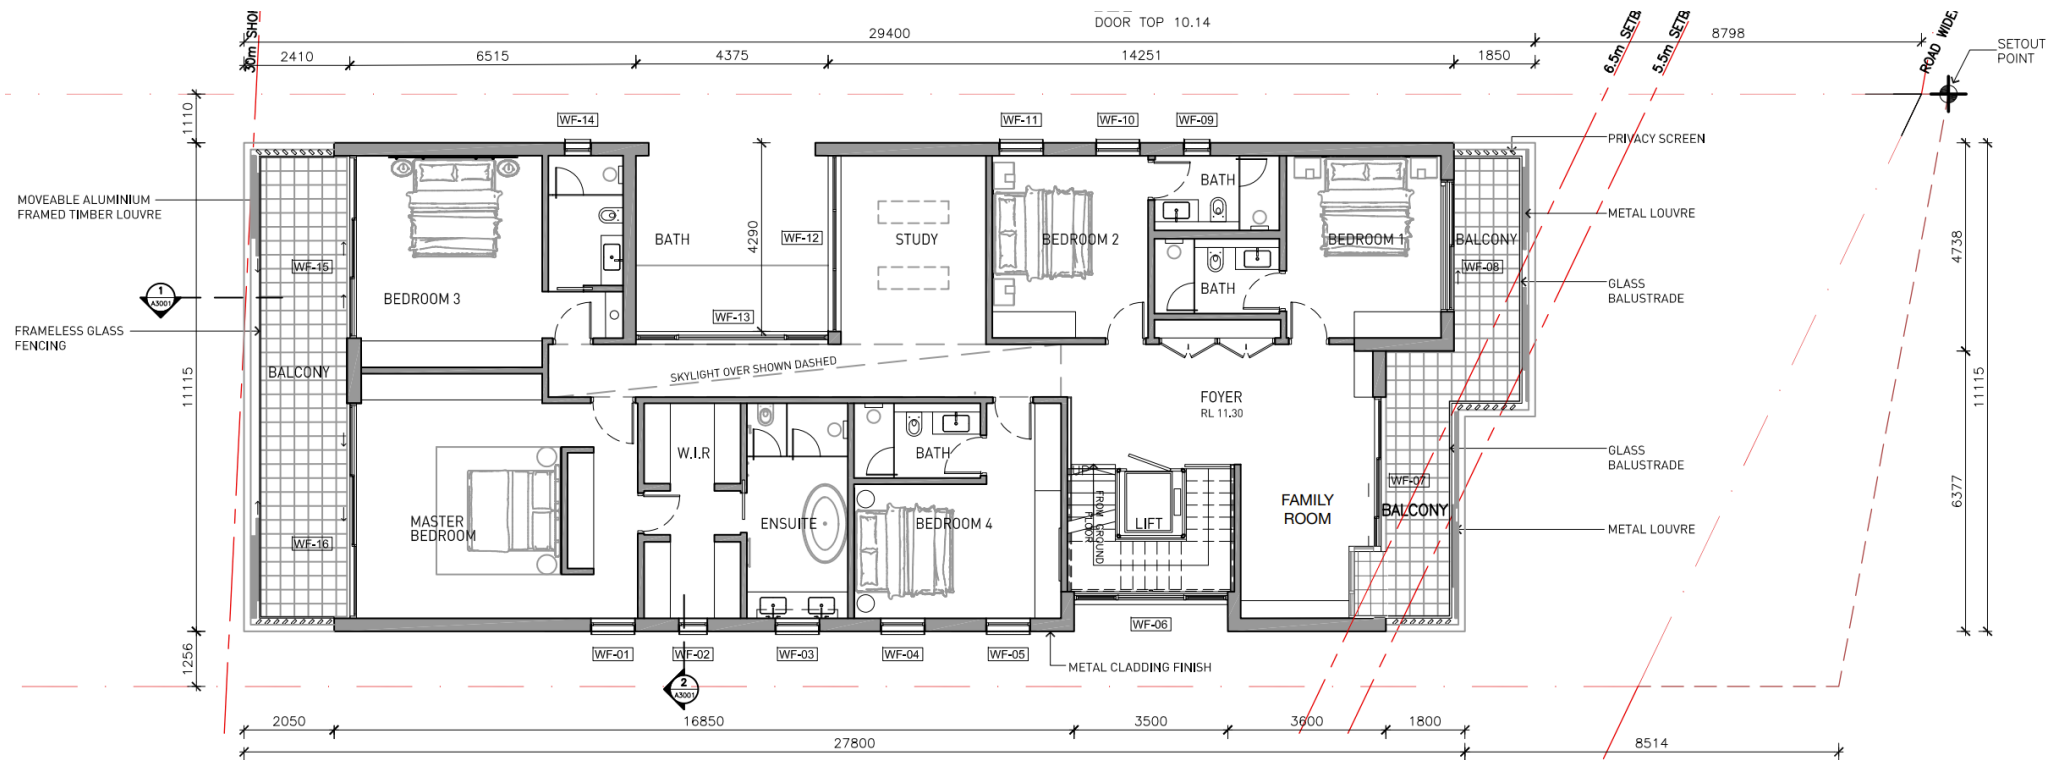 DOOR TOP 10.14
29400
8798
2410
6515
4375
14251
1850
30m SHO
6.5m SETB
5.5m SETB
ROAD WIDE
SETOUT
POINT
1110
WF-14
WF-11
WF-10
WF-09
PRIVACY SCREEN
MOVEABLE ALUMINIUM
FRAMED TIMBER LOUVRE
BATH
METAL LOUVRE
BATH
4290
WF-12
STUDY
BEDROOM 2
BEDROOM 1
BALCONY
4738
WF-15
WF-08
1
A3001
BEDROOM 3
BATH
GLASS
BALUSTRADE
WF-13
FRAMELESS GLASS
FENCING
BALCONY
SKYLIGHT OVER SHOWN DASHED
11115
11115
FOYER
RL 11.30
W.I.R
BATH
GLASS
BALUSTRADE
WF-07
BALCONY
FAMILY
ROOM
6377
MASTER
BEDROOM
ENSUITE
BEDROOM 4
FROM GROUND
FLOOR
LIFT
WF-16
METAL LOUVRE
WF-01
WF-02
WF-03
WF-04
WF-05
WF-06
1256
METAL CLADDING FINISH
2
A3001
2050
16850
3500
3600
1800
27800
8514